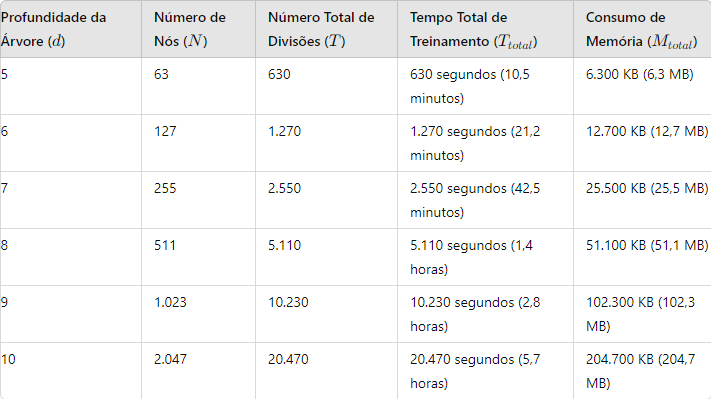 Profundidade da Árvore (d)
Número de Nós (N)
Número Total de Divisões (T)
Tempo Total de Treinamento (T_total)
Consumo de Memória (M_total)
5
63
630
630 segundos (10,5 minutos)
6.300 KB (6,3 MB)
6
127
1.270
1.270 segundos (21,2 minutos)
12.700 KB (12,7 MB)
7
255
2.550
2.550 segundos (42,5 minutos)
25.500 KB (25,5 MB)
8
511
5.110
5.110 segundos (1,4 horas)
51.100 KB (51,1 MB)
9
1.023
10.230
10.230 segundos (2,8 horas)
102.300 KB (102,3 MB)
10
2.047
20.470
20.470 segundos (5,7 horas)
204.700 KB (204,7 MB)